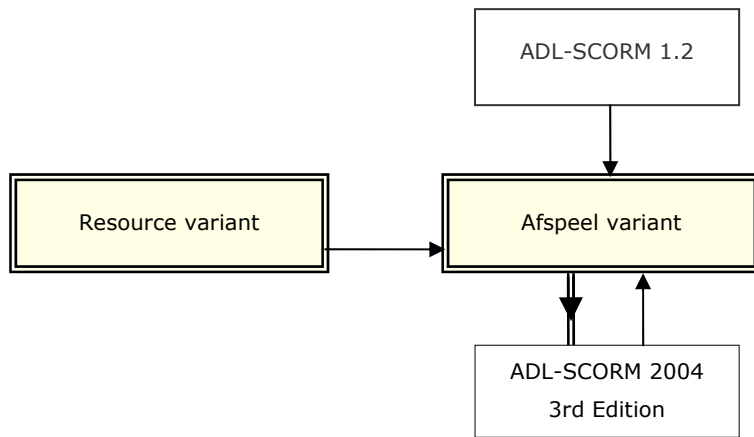 ADL-SCORM 1.2
Resource variant
Afspeel variant
ADL-SCORM 2004
3rd Edition